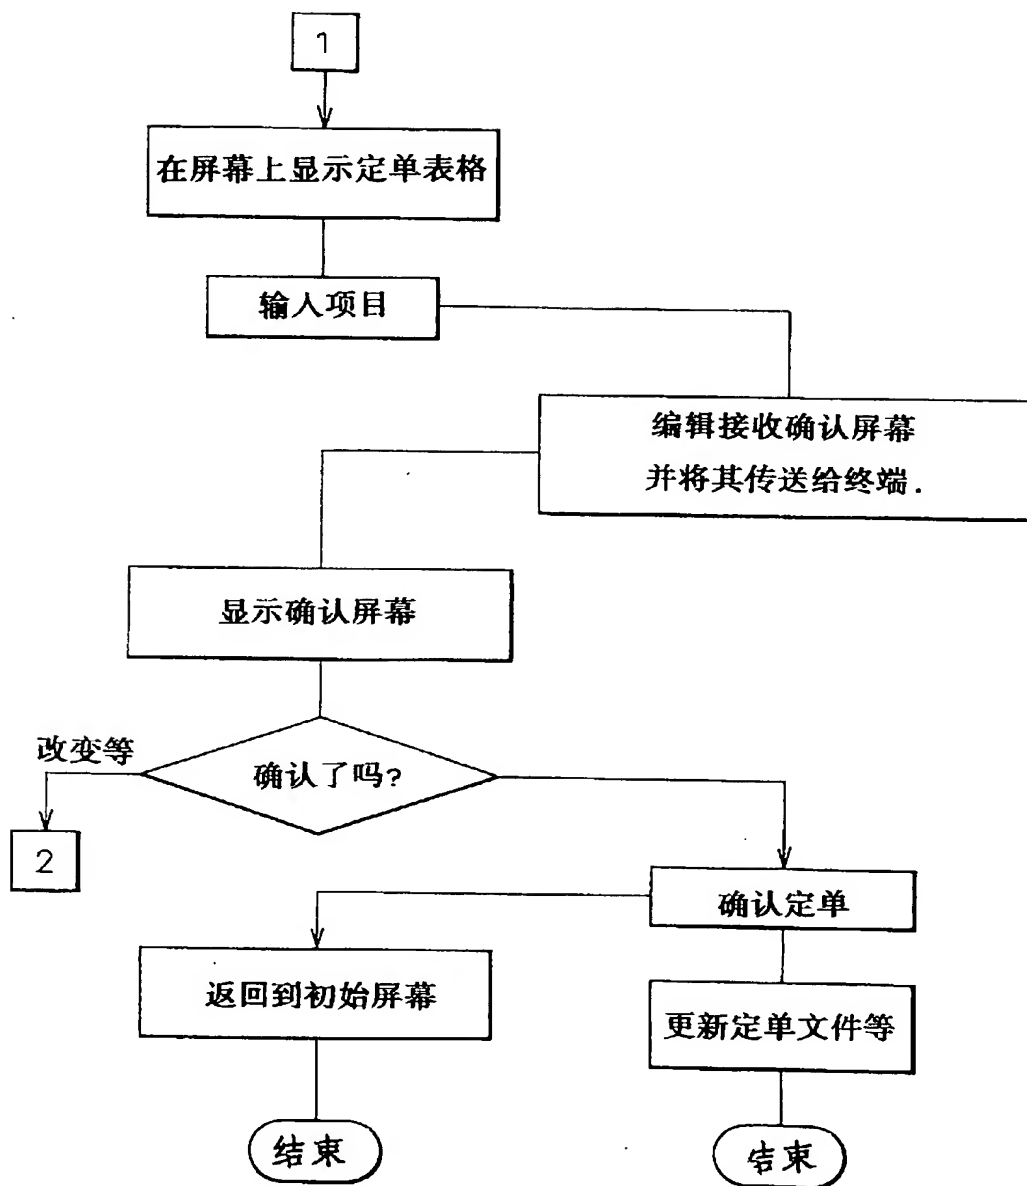 1
在屏幕上显示定单表格
输入项目
编辑接收确认屏幕
并将其传送给终端.
显示确认屏幕
改变等
确认了吗?
2
确认定单
返回到初始屏幕
更新定单文件等
结束
结束